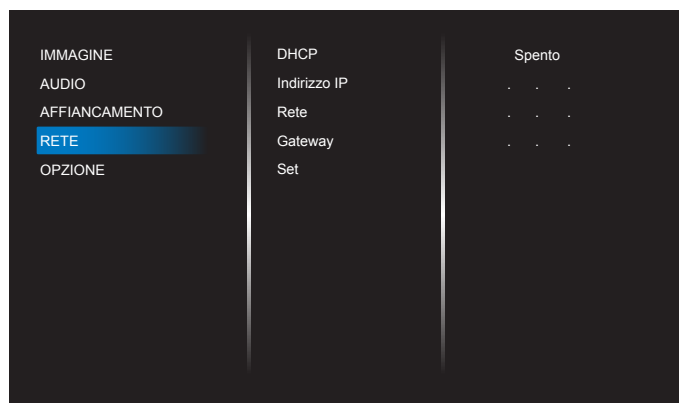 IMMAGINE
AUDIO
AFFIANCAMENTO
RETE
OPZIONE
DHCP
Indirizzo IP
Rete
Gateway
Set
Spento
. . .
. . .
. . .